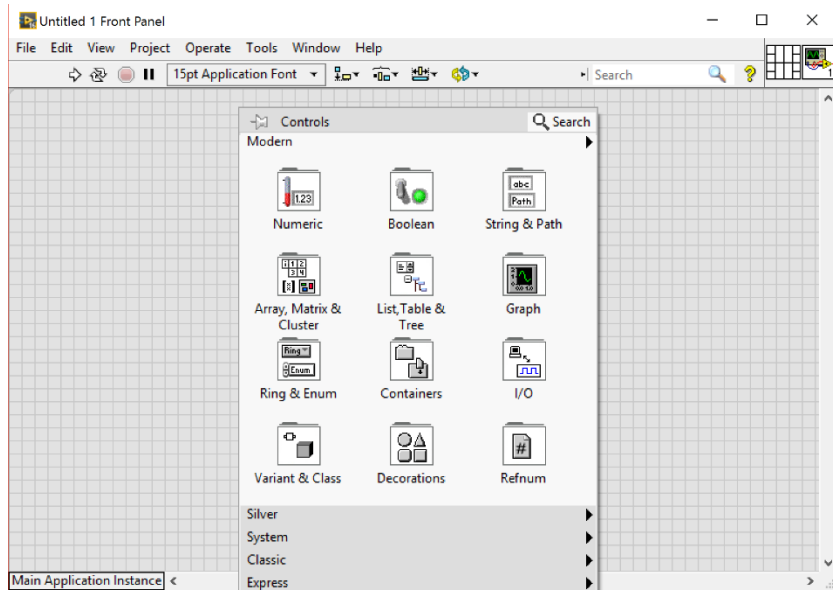 Untitled 1 Front Panel
File Edit View Project Operate Tools Window Help
15pt Application Font
Search
1
Controls
Search
Modern
1.23
abc
Path
Numeric
Boolean
String & Path
1 2
3 4
Array, Matrix &
Cluster
List,Table &
Tree
Graph
Ring
Enum
Ring & Enum
Containers
I/O
#
Variant & Class
Decorations
Refnum
Silver
System
Classic
Express
Main Application Instance